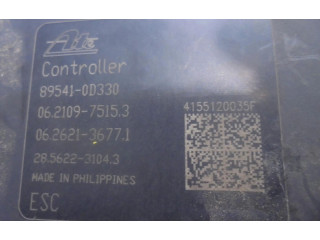 Ate
Controller
89541-0D330
06.2109-7515.3
4155120035F
06.2621-3677.1
28.5622-3104.3
MADE IN PHILIPPINES
ESC